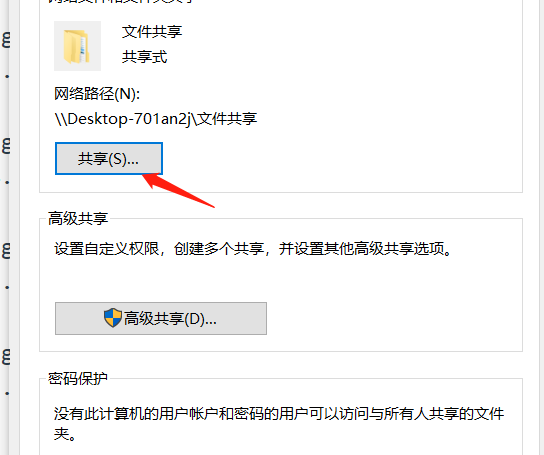 文件共享
共享式
网络路径(N):
\\Desktop-701an2j\文件共享
共享(S)...
高级共享
设置自定义权限，创建多个共享，并设置其他高级共享选项。
高级共享(D)...
密码保护
没有此计算机的用户帐户和密码的用户可以访问与所有人共享的文件
夹。